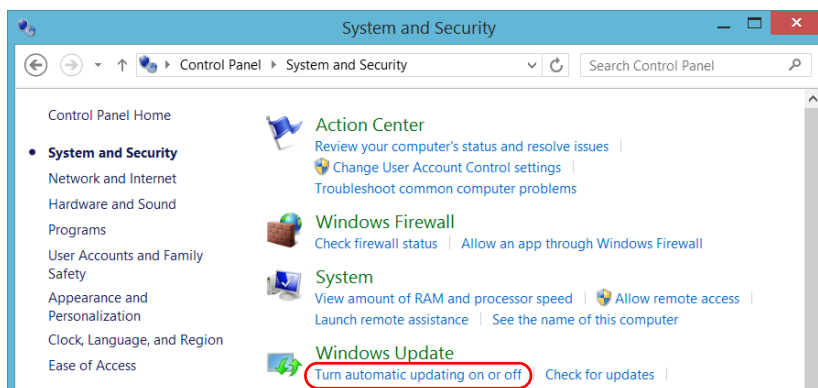 System and Security
Control Panel System and Security
Search Control Panel
Control Panel Home
System and Security
Network and Internet
Hardware and Sound
Programs
User Accounts and Family
Safety
Appearance and
Personalization
Clock, Language, and Region
Ease of Access
Action Center
Review your computer's status and resolve issues
Change User Account Control settings
Troubleshoot common computer problems
Windows Firewall
Check firewall status Allow an app through Windows Firewall
System
View amount of RAM and processor speed Allow remote access
Launch remote assistance See the name of this computer
Windows Update
Turn automatic updating on or off Check for updates